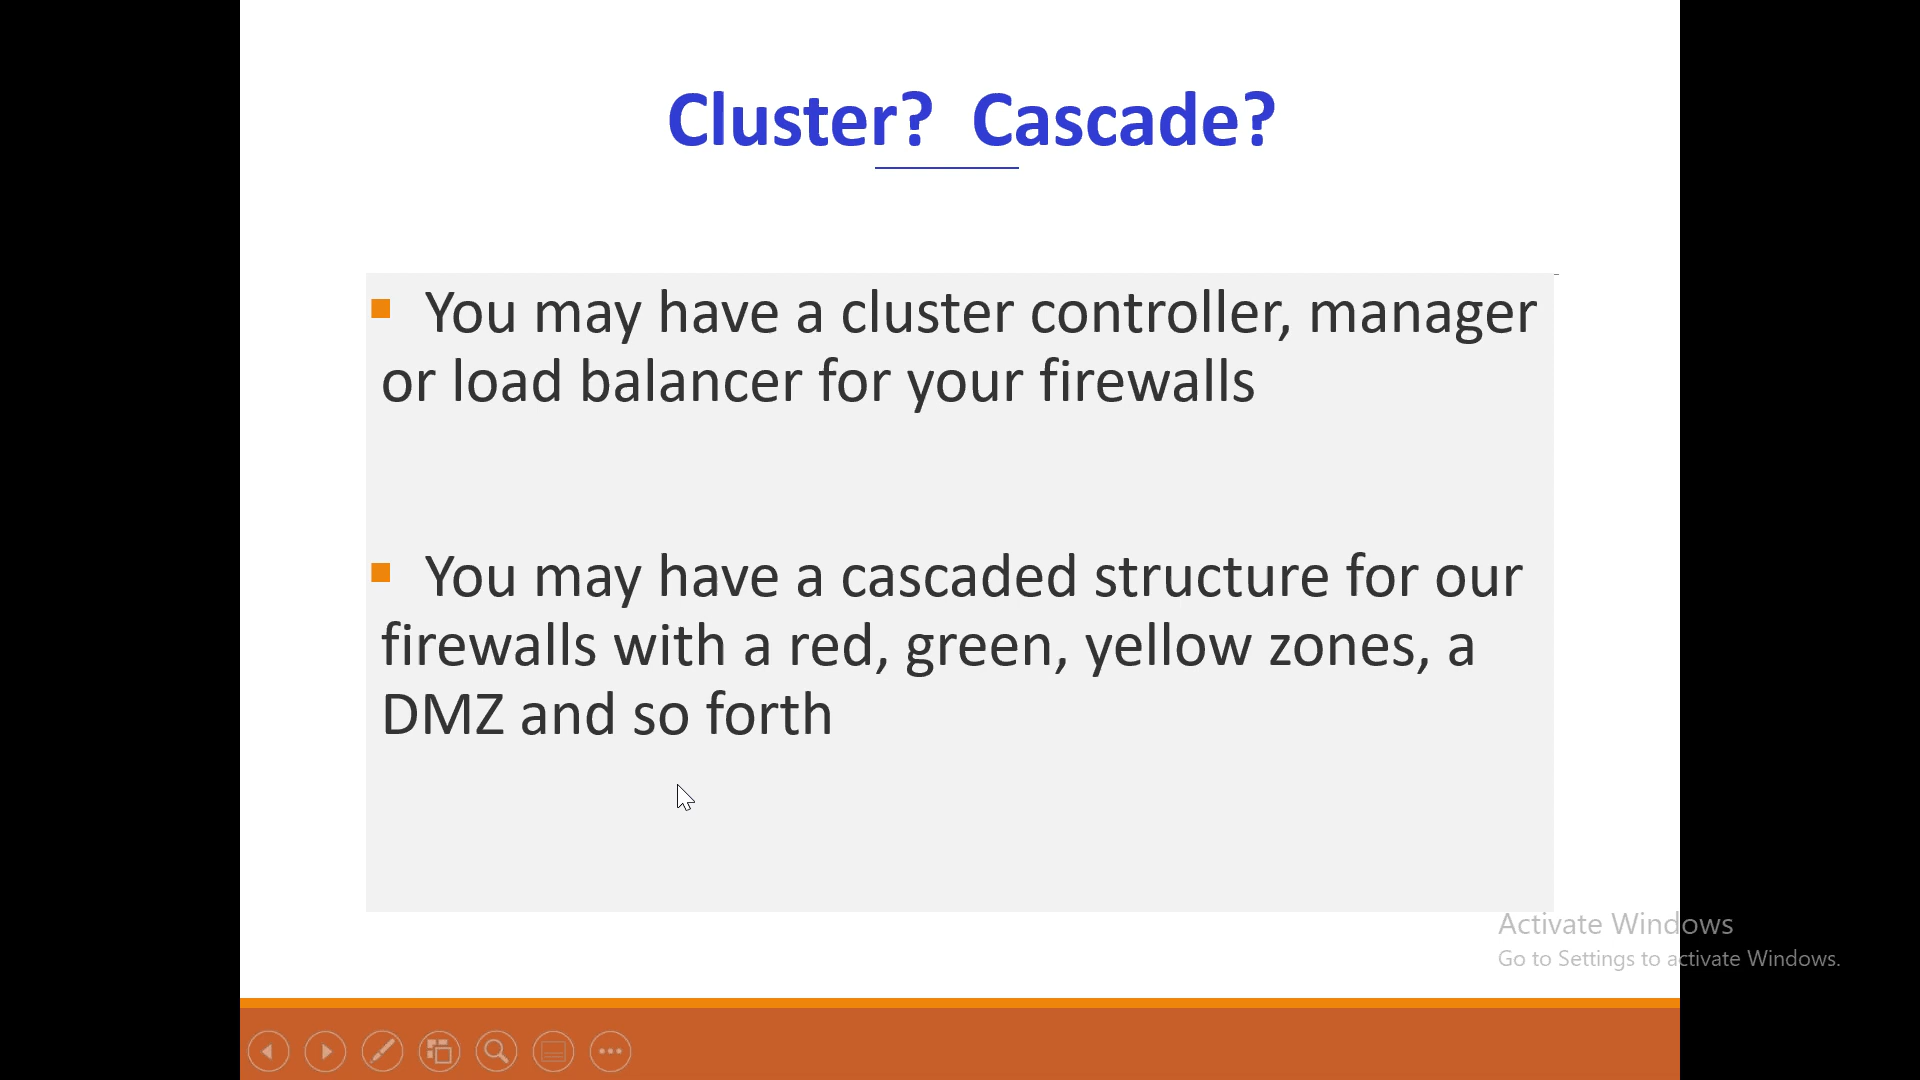 Cluster? Cascade?
You may have a cluster controller, manager
or load balancer for your firewalls
You may have a cascaded structure for our
firewalls with a red, green, yellow zones, a
DMZ and so forth
Activate Windows
Go to Settings to activate Windows.